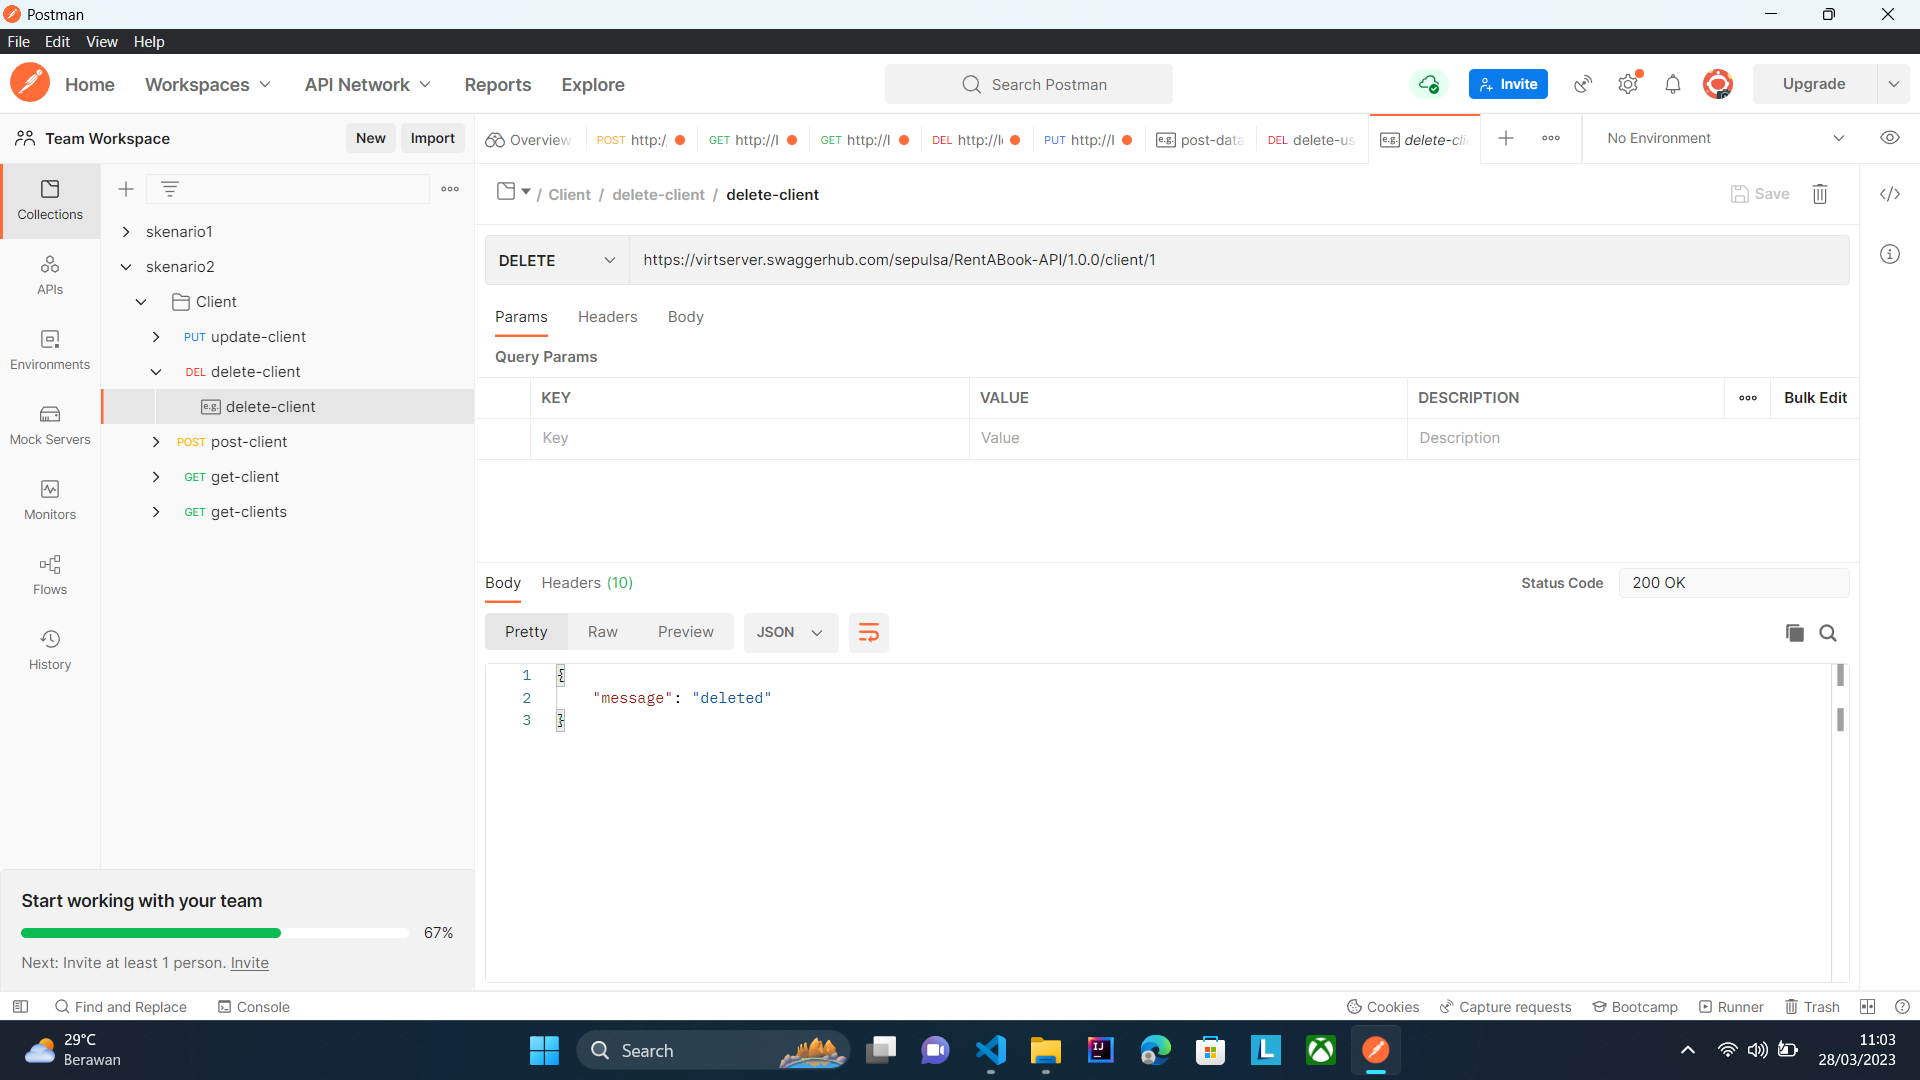 Postman
File Edit View Help
Home Workspaces API Network Reports Explore Search Postman Invite Upgrade
Team Workspace New Import Overview POST http:/, GET http://l GET http://l DEL http://l PUT http://l e.g. post-data DEL delete-us e.g. delete-cli No Environment
/ Client / delete-client / delete-client Save
Collections
APIs
Environments
Mock Servers
Monitors
Flows
History
skenario1
skenario2
Client
PUT update-client
DEL delete-client
e.g. delete-client
POST post-client
GET get-client
GET get-clients
DELETE https://virtserver.swaggerhub.com/sepulsa/RentABook-API/1.0.0/client/1
Params Headers Body
Query Params
KEY VALUE DESCRIPTION Bulk Edit
Key Value Description
Body Headers (10) Status Code 200 OK
Pretty Raw Preview JSON
1 {
2 "message": "deleted"
3 }
Start working with your team
67%
Next: Invite at least 1 person. Invite
Find and Replace Console Cookies Capture requests Bootcamp Runner Trash
29°C
Berawan
Search
IJ
L
11:03
28/03/2023